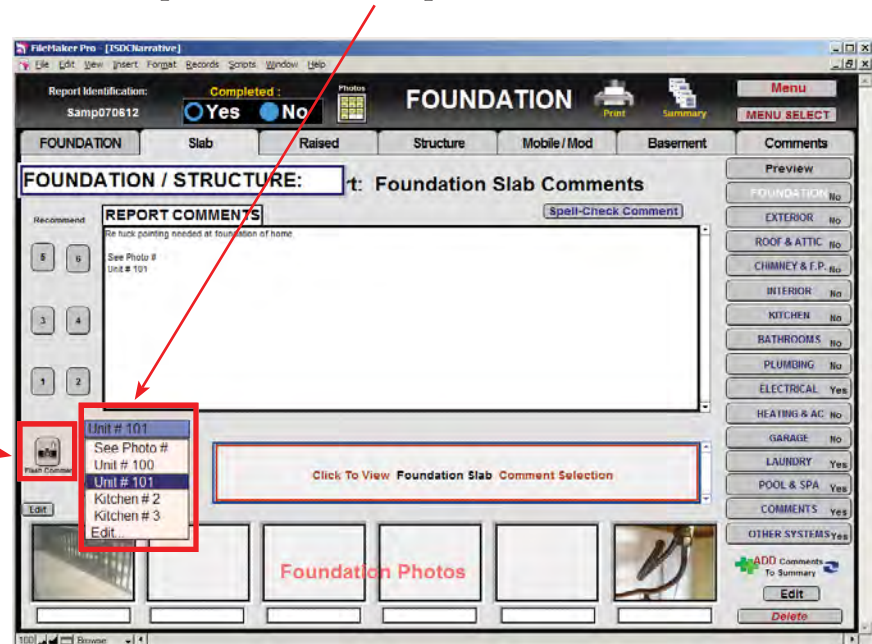 FileMaker Pro - [ISDCNarrative]
File Edit View Insert Format Records Scripts Window Help
Report Identification:
Samp070612
Completed :
Yes No
Photos
FOUNDATION
Print
Summary
Menu
MENU SELECT
FOUNDATION Slab Raised Structure Mobile / Mod Basement Comments
FOUNDATION / STRUCTURE:
t: Foundation Slab Comments
Recommend
REPORT COMMENTS
Spell-Check Comment
Re tuck pointing needed at foundation of home
See Photo #
Unit # 101
5 6
3 4
1 2
Unit # 101
See Photo #
Unit # 100
Unit # 101
Kitchen # 2
Kitchen # 3
Edit...
Flash Commen
Edit
Click To View Foundation Slab Comment Selection
Foundation Photos
Preview
FOUNDATION No
EXTERIOR No
ROOF & ATTIC No
CHIMNEY & F.P. No
INTERIOR No
KITCHEN No
BATHROOMS No
PLUMBING No
ELECTRICAL Yes
HEATING & AC No
GARAGE No
LAUNDRY Yes
POOL & SPA Yes
COMMENTS Yes
OTHER SYSTEMS Yes
ADD Comments
To Summary
Edit
Delete
100 Browse